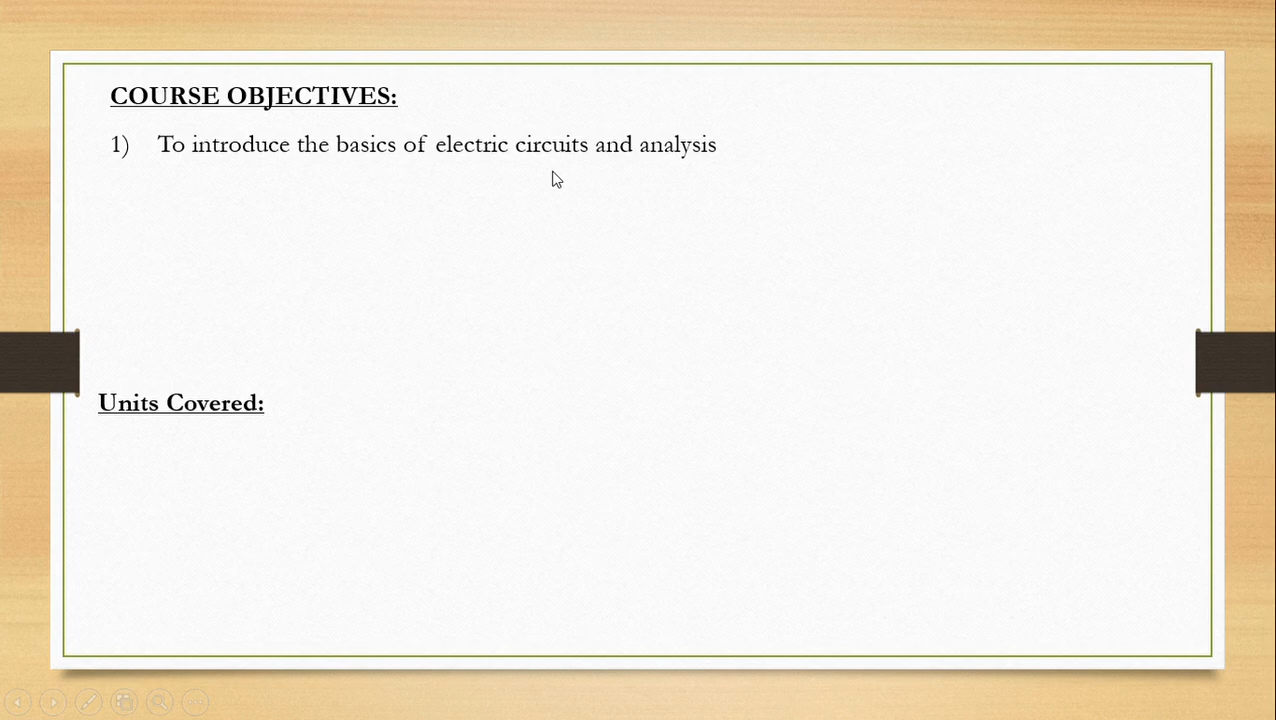 COURSE OBJECTIVES:
1) To introduce the basics of electric circuits and analysis
Units Covered: